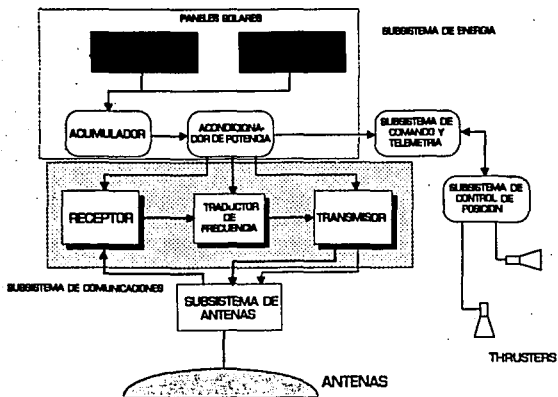 PANELES SOLARES
SUBSISTEMA DE ENERGIA
ACUMULADOR
ACONDICIONA-
DOR DE POTENCIA
SUBSISTEMA DE
COMANDO Y
TELEMETRIA
SUBSISTEMA DE
CONTROL DE
POSICION
RECEPTOR
TRADUCTOR
DE
FRECUENCIA
TRANSMISOR
SUBSISTEMA DE COMUNICACIONES
SUBSISTEMA DE
ANTENAS
THRUSTERS
ANTENAS